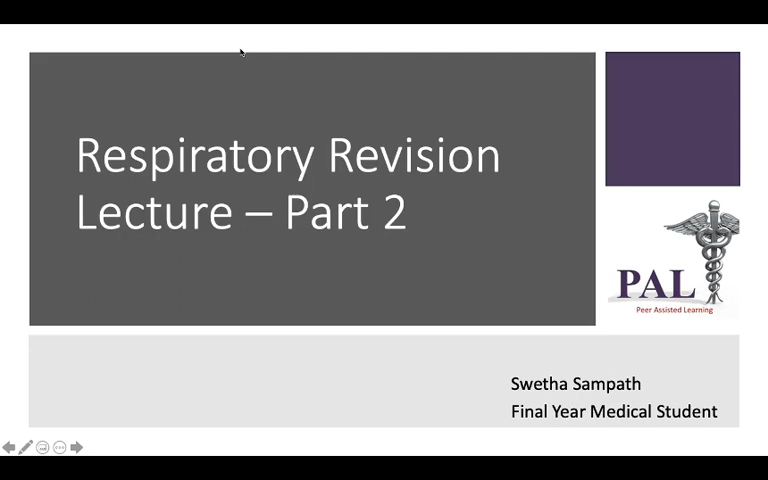 Respiratory Revision
Lecture – Part 2
PAL
Peer Assisted Learning
Swetha Sampath
Final Year Medical Student